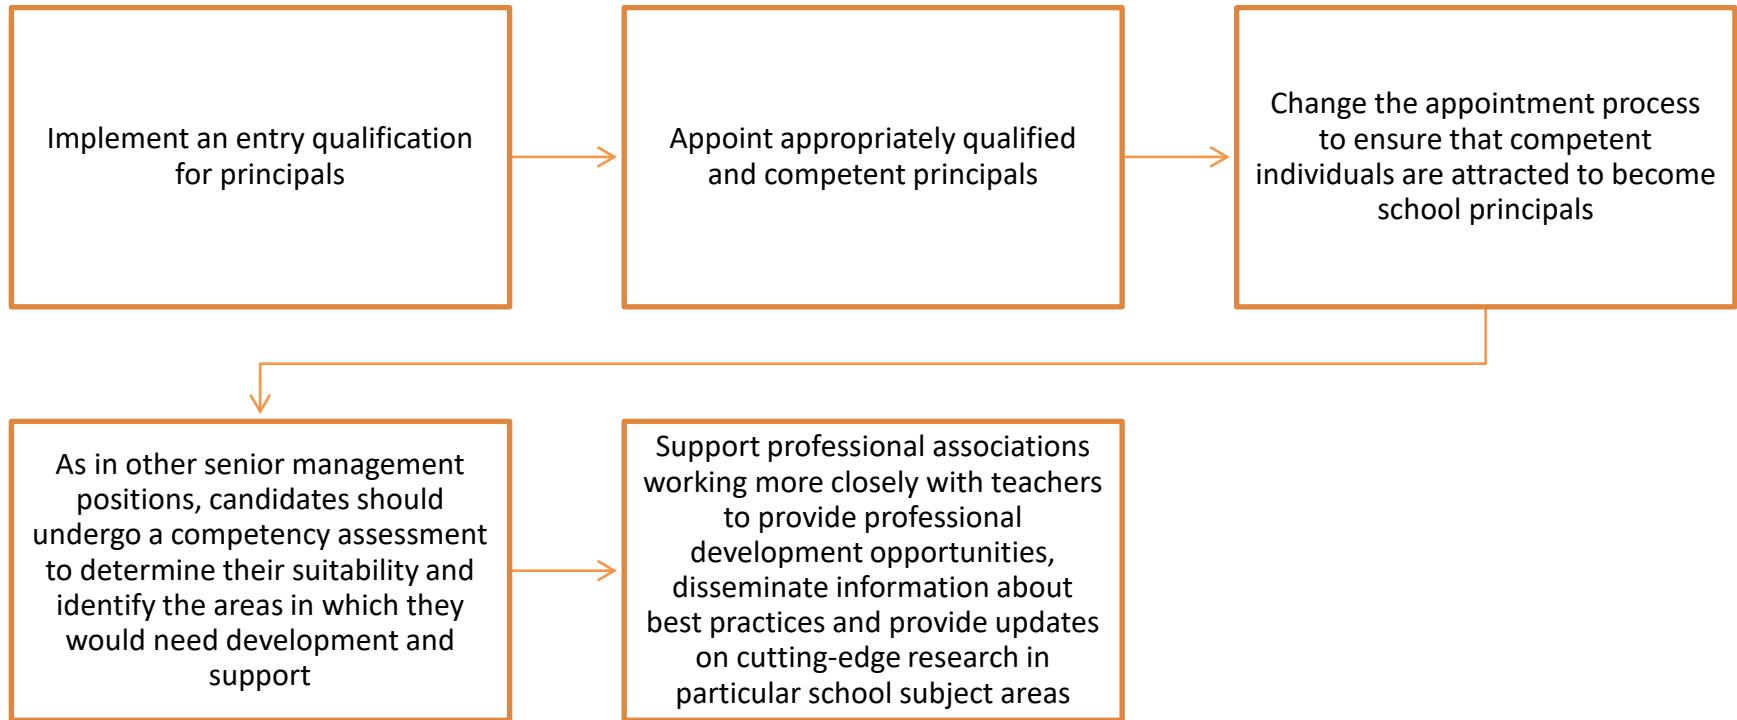 Implement an entry qualification
for principals
Appoint appropriately qualified
and competent principals
Change the appointment process
to ensure that competent
individuals are attracted to become
school principals
As in other senior management
positions, candidates should
undergo a competency assessment
to determine their suitability and
identify the areas in which they
would need development and
support
Support professional associations
working more closely with teachers
to provide professional
development opportunities,
disseminate information about
best practices and provide updates
on cutting-edge research in
particular school subject areas